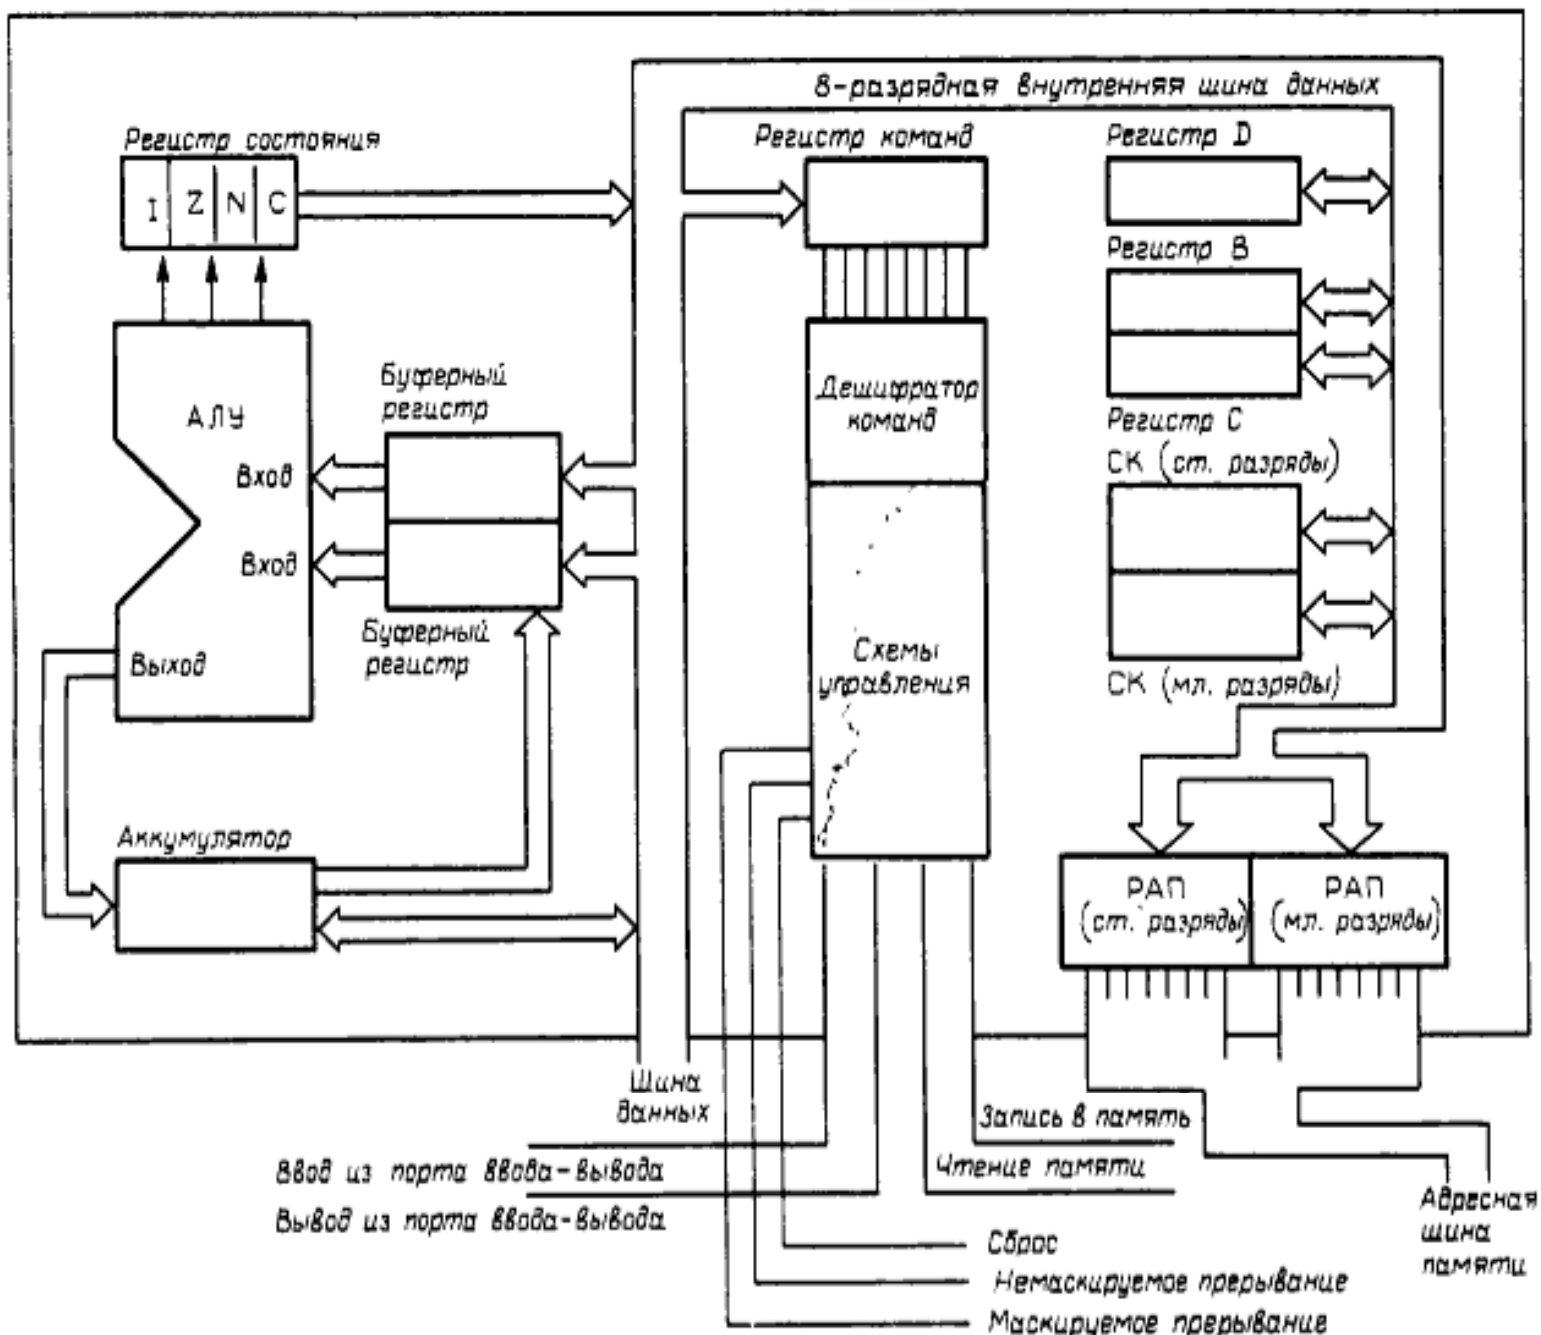 8-разрядная внутренняя шина данных
Регистр состояния
I Z N C
Регистр команд
Регистр D
Регистр B
Регистр C
Буферный
регистр
АЛУ
Вход
Вход
Выход
Буферный
регистр
Дешифратор
команд
Схемы
управления
СК (ст. разряды)
СК (мл. разряды)
Аккумулятор
РАП
(ст. разряды)
РАП
(мл. разряды)
Шина
данных
Запись в память
Чтение памяти
Ввод из порта ввода-вывода
Вывод из порта ввода-вывода
Адресная
шина
памяти
Сброс
Немаскируемое прерывание
Маскируемое прерывание